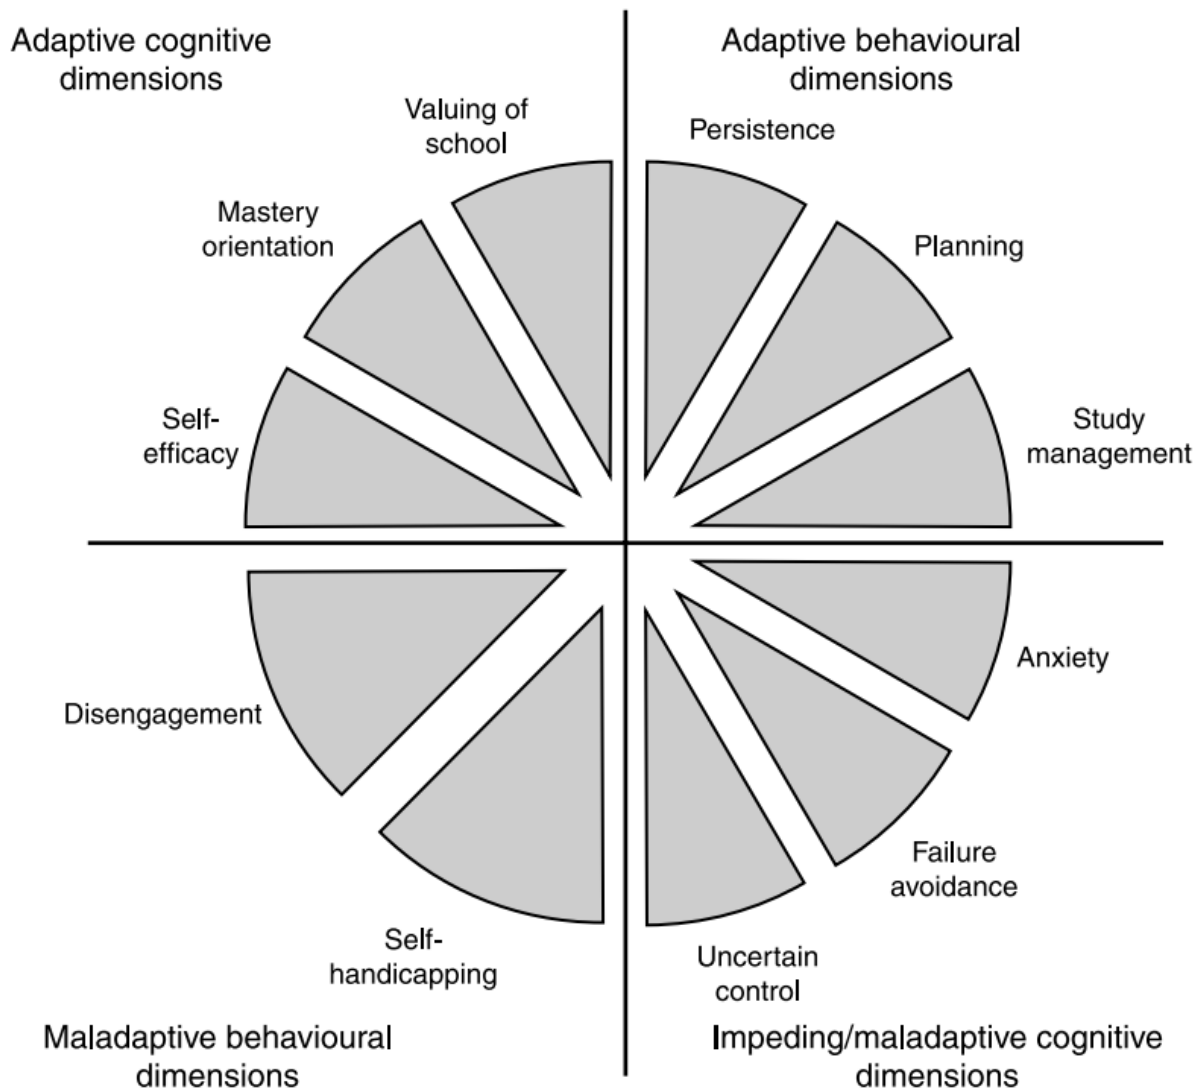 Adaptive cognitive
dimensions
Adaptive behavioural
dimensions
Valuing of
school
Persistence
Mastery
orientation
Planning
Self-
efficacy
Study
management
Disengagement
Anxiety
Self-
handicapping
Failure
avoidance
Uncertain
control
Maladaptive behavioural
dimensions
Impeding/maladaptive cognitive
dimensions